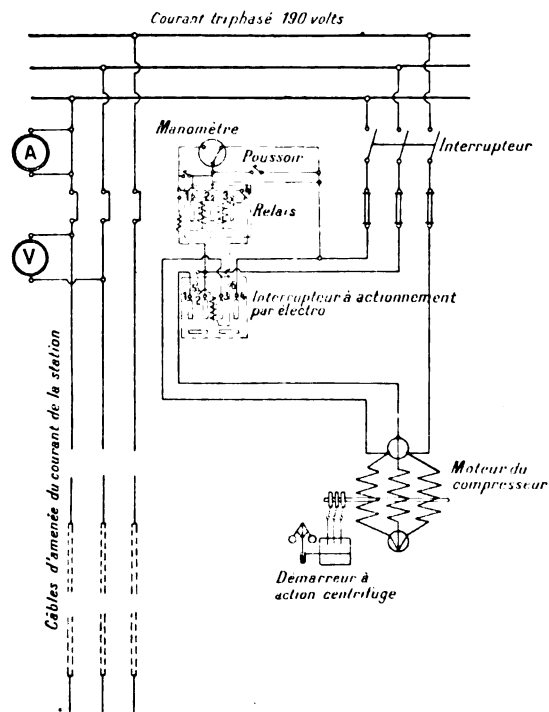 Courant triphasé 190 volts
Manomètre
Poussoir
Interrupteur
A
Relais
V
Interrupteur à actionnement
par électro
Câbles d'amenée du courant de la station
Moteur du
compresseur
Démarreur à
action centrifuge